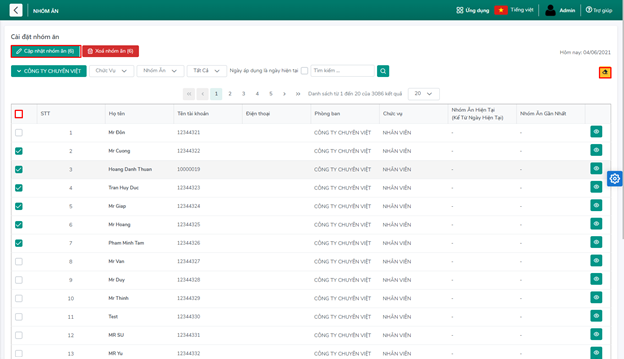 NHÓM ĂN
Ứng dụng
Tiếng việt
Admin
Trợ giúp
Cài đặt nhóm ăn
Cập nhật nhóm ăn (6)
Xoá nhóm ăn (6)
Hôm nay: 04/06/2021
CÔNG TY CHUYÊN VIỆT
Chức Vụ
Nhóm Ăn
Tất Cả
Ngày áp dụng là ngày hiện tại
Tìm kiếm ...
1 2 3 4 5
Danh sách từ 1 đến 20 của 3096 kết quả
20
STT Họ tên Tên tài khoản Điện thoại Phòng ban Chức vụ Nhóm Ăn Hiện Tại Nhóm Ăn Gần Nhất
(Kể Từ Ngày Hiện Tại)
1 Mr Đôn 12344321 CÔNG TY CHUYÊN VIỆT NHÂN VIÊN - -
2 Mr Cuong 12344322 CÔNG TY CHUYÊN VIỆT NHÂN VIÊN - -
3 Hoang Danh Thuan 10000019 CÔNG TY CHUYÊN VIỆT NHÂN VIÊN - -
4 Tran Huy Duc 12344323 CÔNG TY CHUYÊN VIỆT NHÂN VIÊN - -
5 Mr Giap 12344324 CÔNG TY CHUYÊN VIỆT NHÂN VIÊN - -
6 Mr Hoang 12344325 CÔNG TY CHUYÊN VIỆT NHÂN VIÊN - -
7 Pham Minh Tam 12344326 CÔNG TY CHUYÊN VIỆT NHÂN VIÊN - -
8 Mr Van 12344327 CÔNG TY CHUYÊN VIỆT NHÂN VIÊN - -
9 Mr Duy 12344328 CÔNG TY CHUYÊN VIỆT NHÂN VIÊN - -
10 Mr Thinh 12344329 CÔNG TY CHUYÊN VIỆT NHÂN VIÊN - -
11 Test 12344330 CÔNG TY CHUYÊN VIỆT NHÂN VIÊN - -
12 MR SU 12344331 CÔNG TY CHUYÊN VIỆT NHÂN VIÊN - -
13 MR Yu 12344332 CÔNG TY CHUYÊN VIỆT NHÂN VIÊN - -